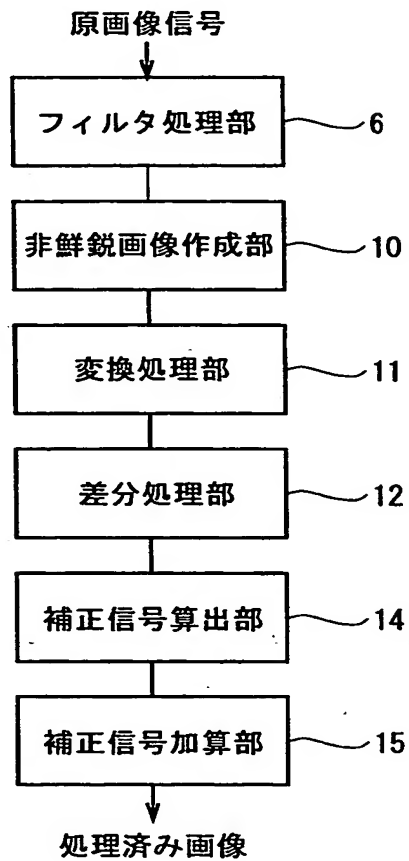 原画像信号
フィルタ処理部 6
非鮮鋭画像作成部 10
変換処理部 11
差分処理部 12
補正信号算出部 14
補正信号加算部 15
処理済み画像